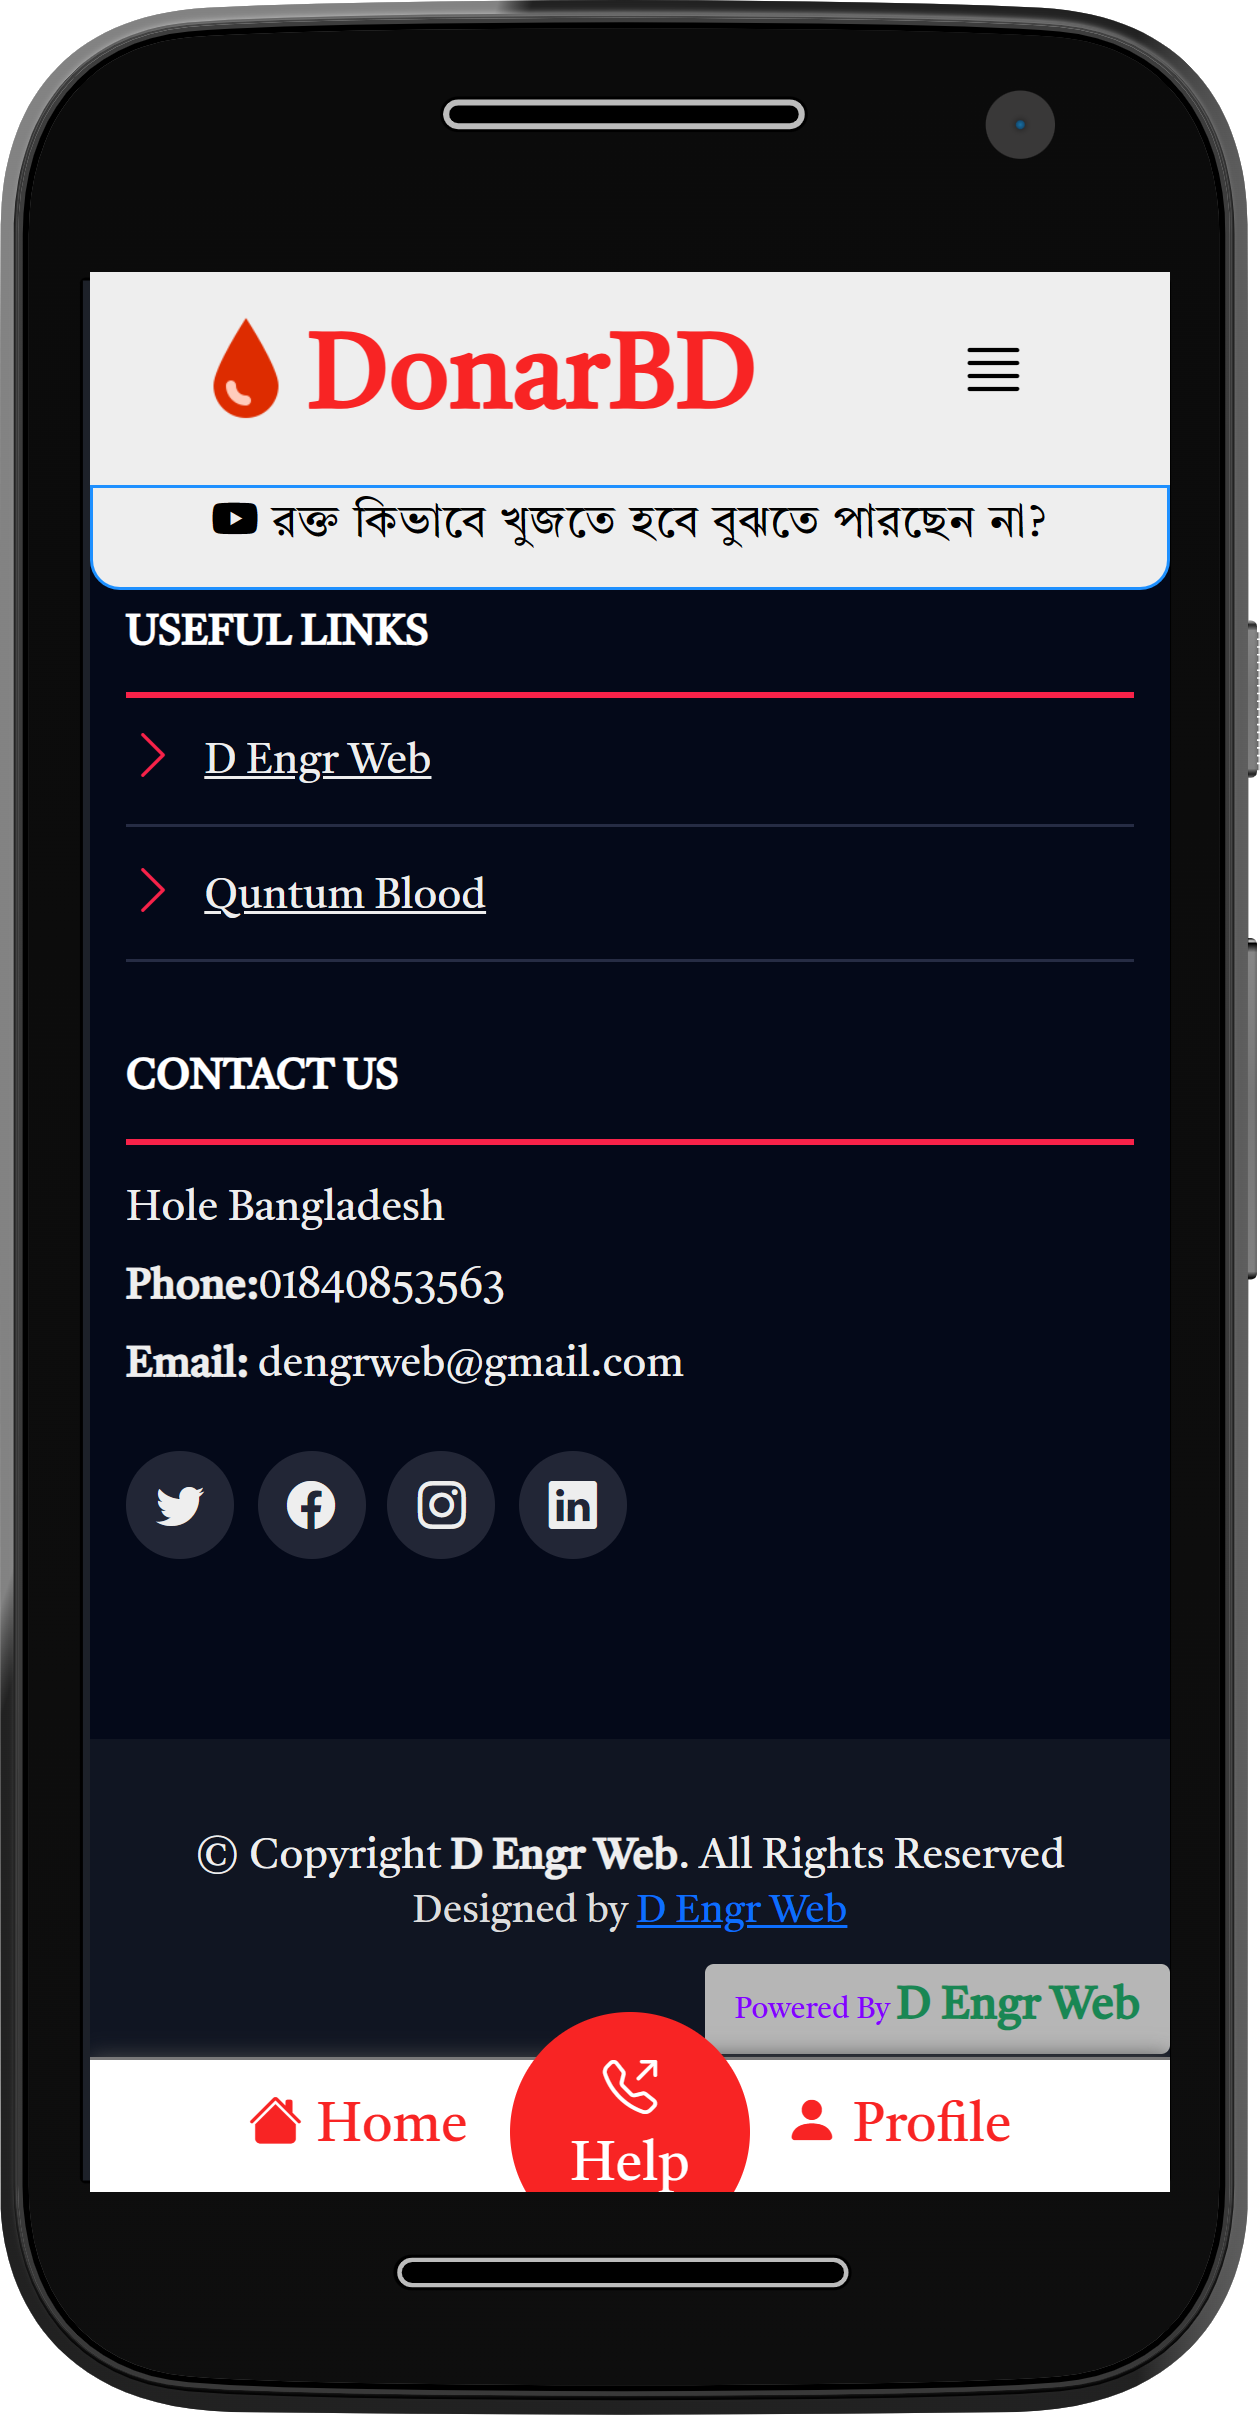 DonarBD
রক্ত কিভাবে খুজতে হবে বুঝতে পারছেন না?
USEFUL LINKS
D Engr Web
Quntum Blood
CONTACT US
Hole Bangladesh
Phone:01840853563
Email: dengrweb@gmail.com
© Copyright D Engr Web. All Rights Reserved
Designed by D Engr Web
Powered By D Engr Web
Home
Help
Profile